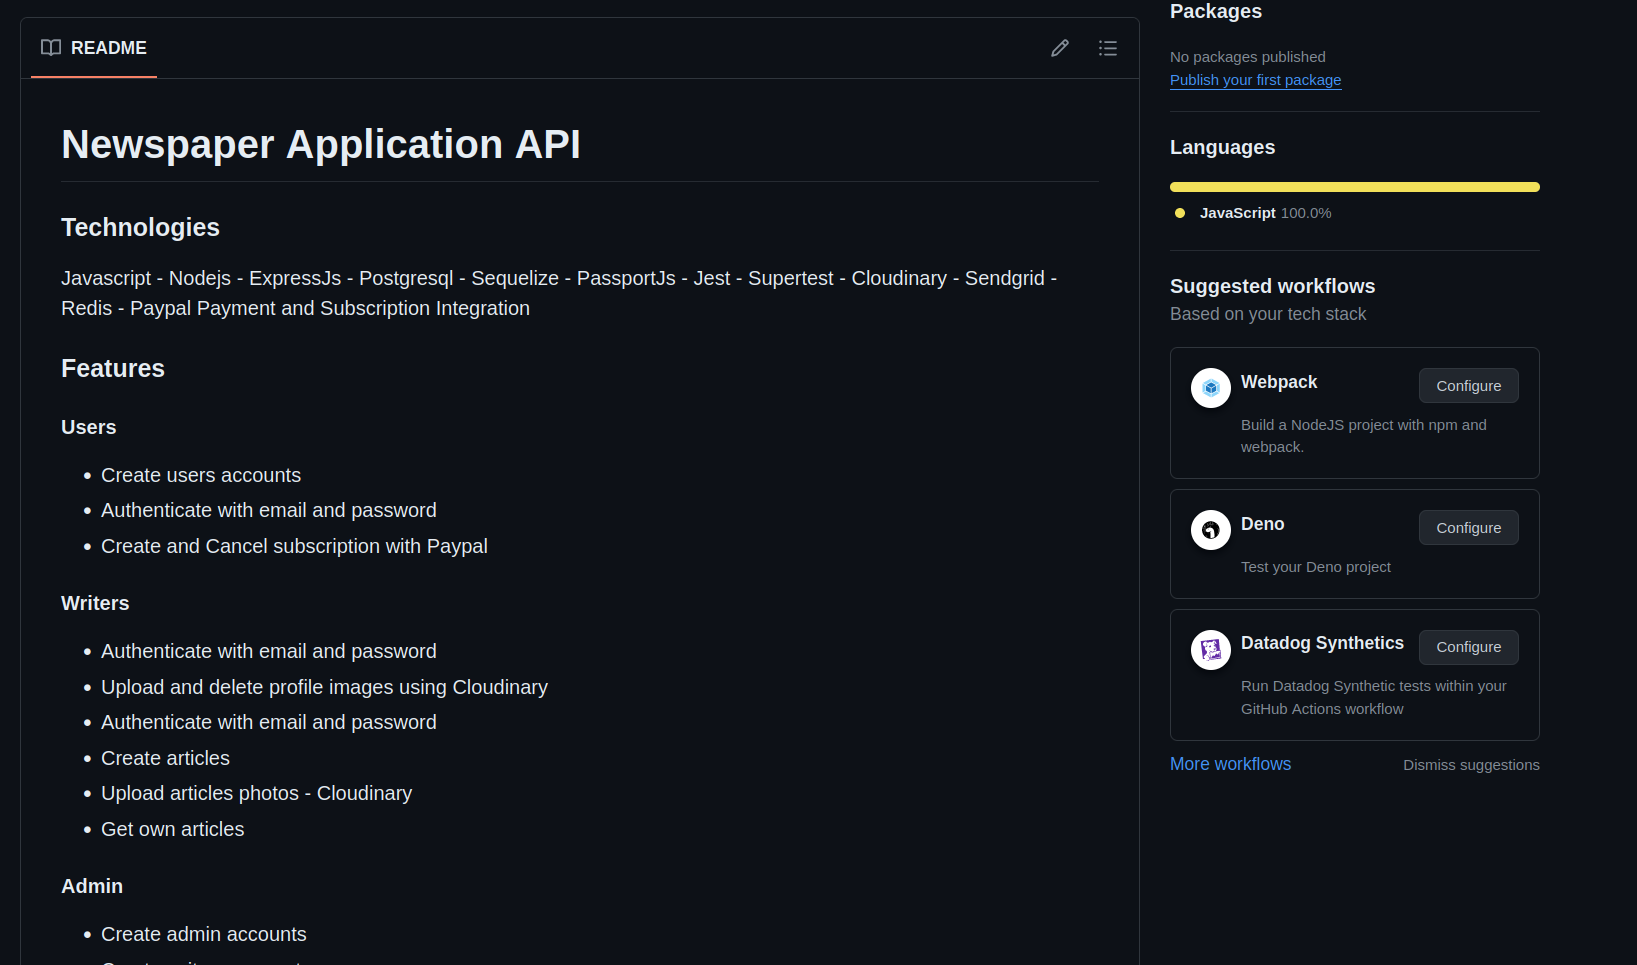 README
Newspaper Application API
Technologies
Javascript - Nodejs - ExpressJs - Postgresql - Sequelize - PassportJs - Jest - Supertest - Cloudinary - Sendgrid -
Redis - Paypal Payment and Subscription Integration
Features
Users
Create users accounts
Authenticate with email and password
Create and Cancel subscription with Paypal
Writers
Authenticate with email and password
Upload and delete profile images using Cloudinary
Authenticate with email and password
Create articles
Upload articles photos - Cloudinary
Get own articles
Admin
Create admin accounts
Packages
No packages published
Publish your first package
Languages
JavaScript 100.0%
Suggested workflows
Based on your tech stack
Webpack
Configure
Build a NodeJS project with npm and
webpack.
Deno
Configure
Test your Deno project
Datadog Synthetics
Configure
Run Datadog Synthetic tests within your
GitHub Actions workflow
More workflows
Dismiss suggestions